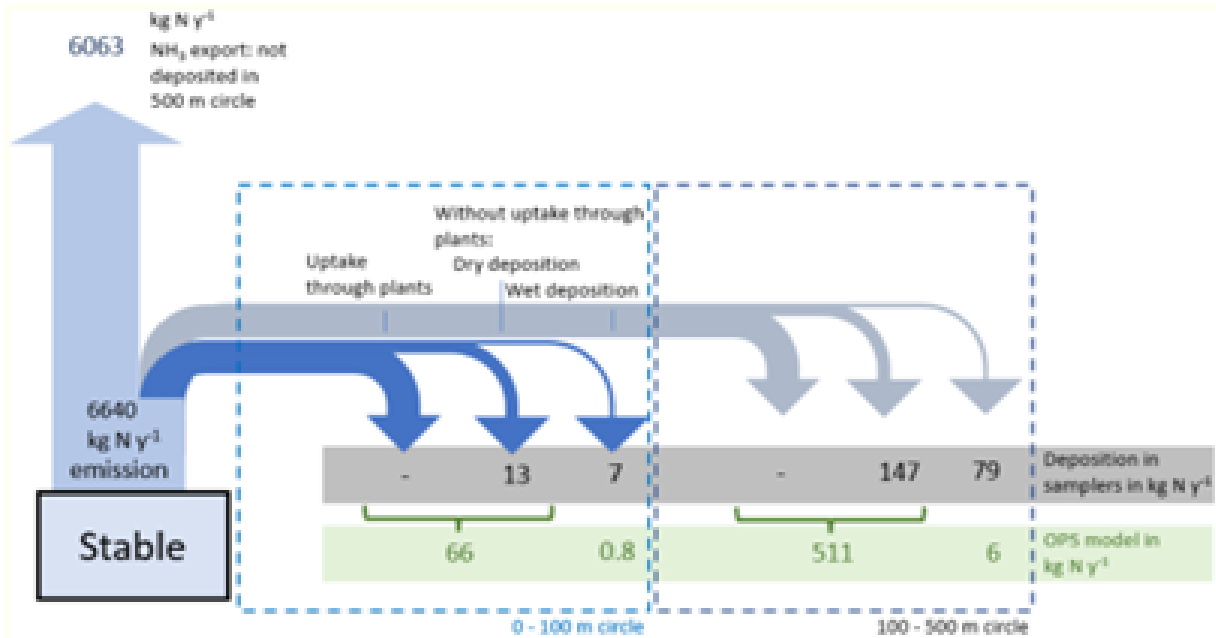 kg N y⁻¹
6063
NH₃ export: not
deposited in
500 m circle
Without uptake through
plants:
Uptake
through plants
Dry deposition
Wet deposition
6640
kg N y⁻¹
emission
Stable
- 13 7 - 147 79
Deposition in
samplers in kg N y⁻¹
66 0.8 511 6
OPS model in
kg N y⁻¹
0 - 100 m circle
100 - 500 m circle